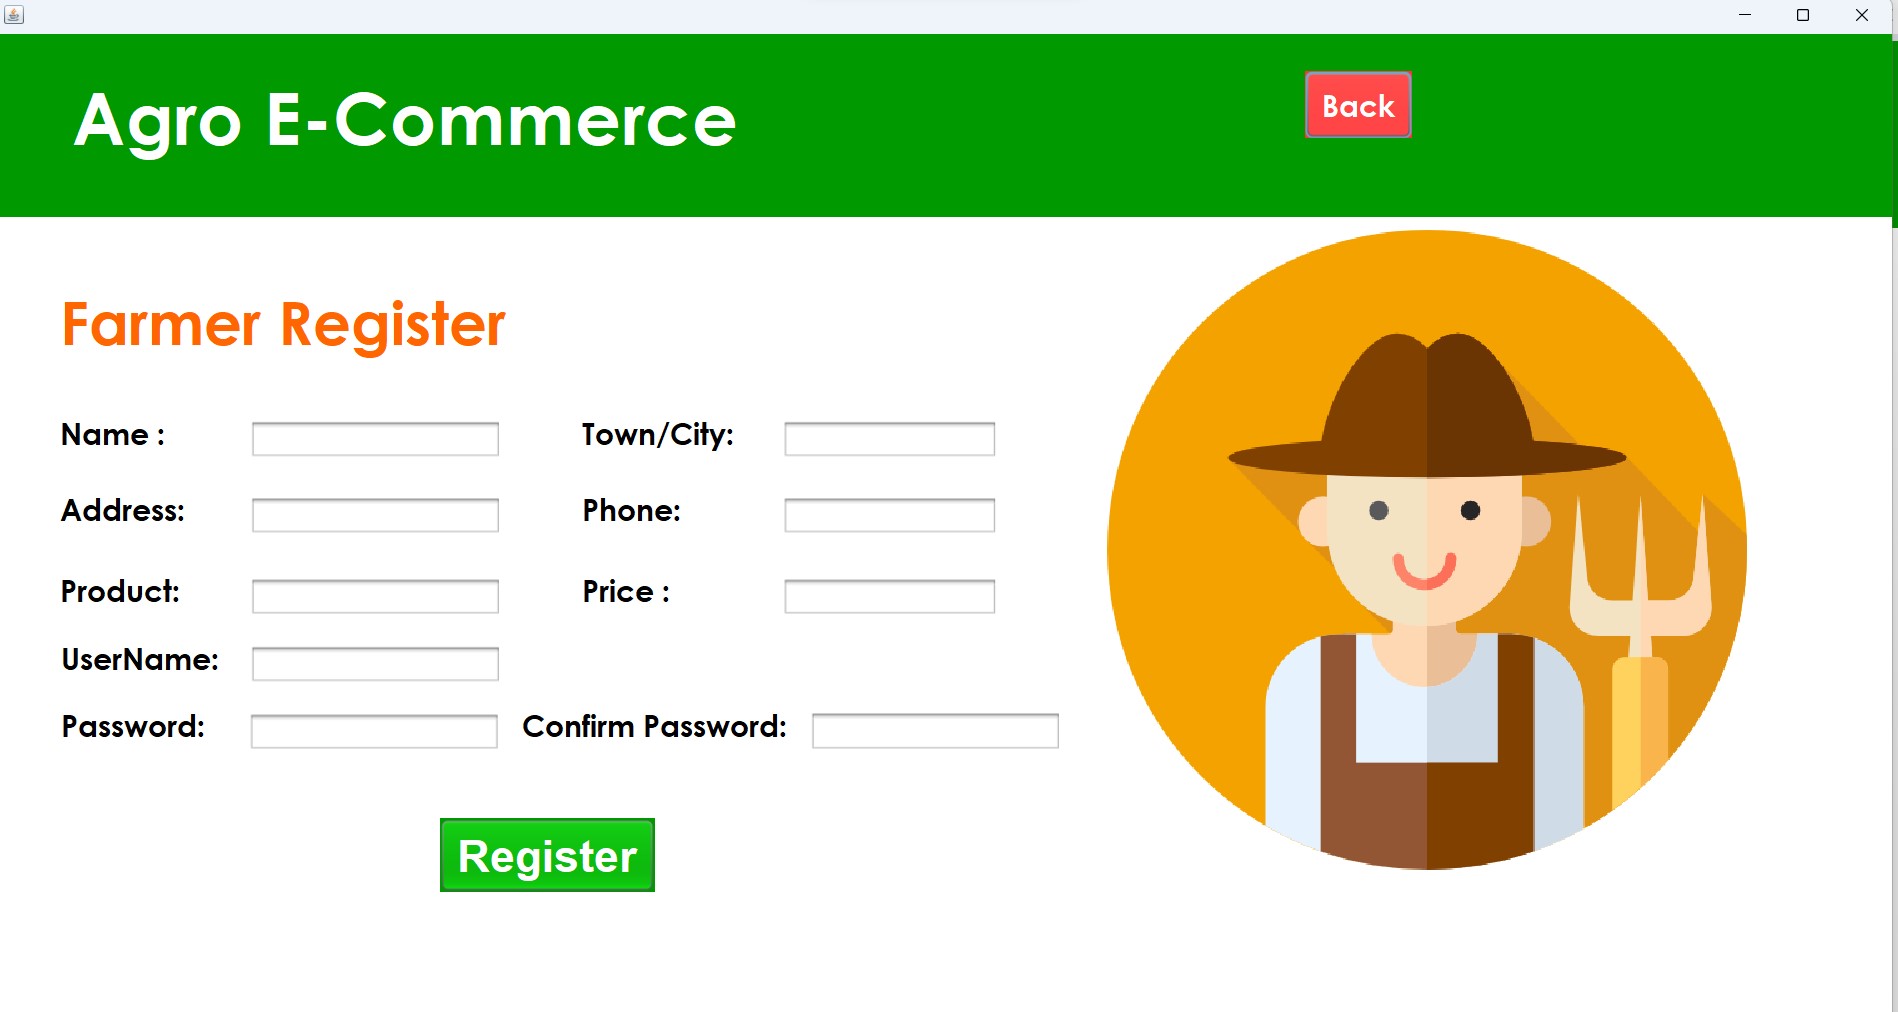 Agro E-Commerce
Back
Farmer Register
Name :
Town/City:
Address:
Phone:
Product:
Price :
UserName:
Password:
Confirm Password:
Register